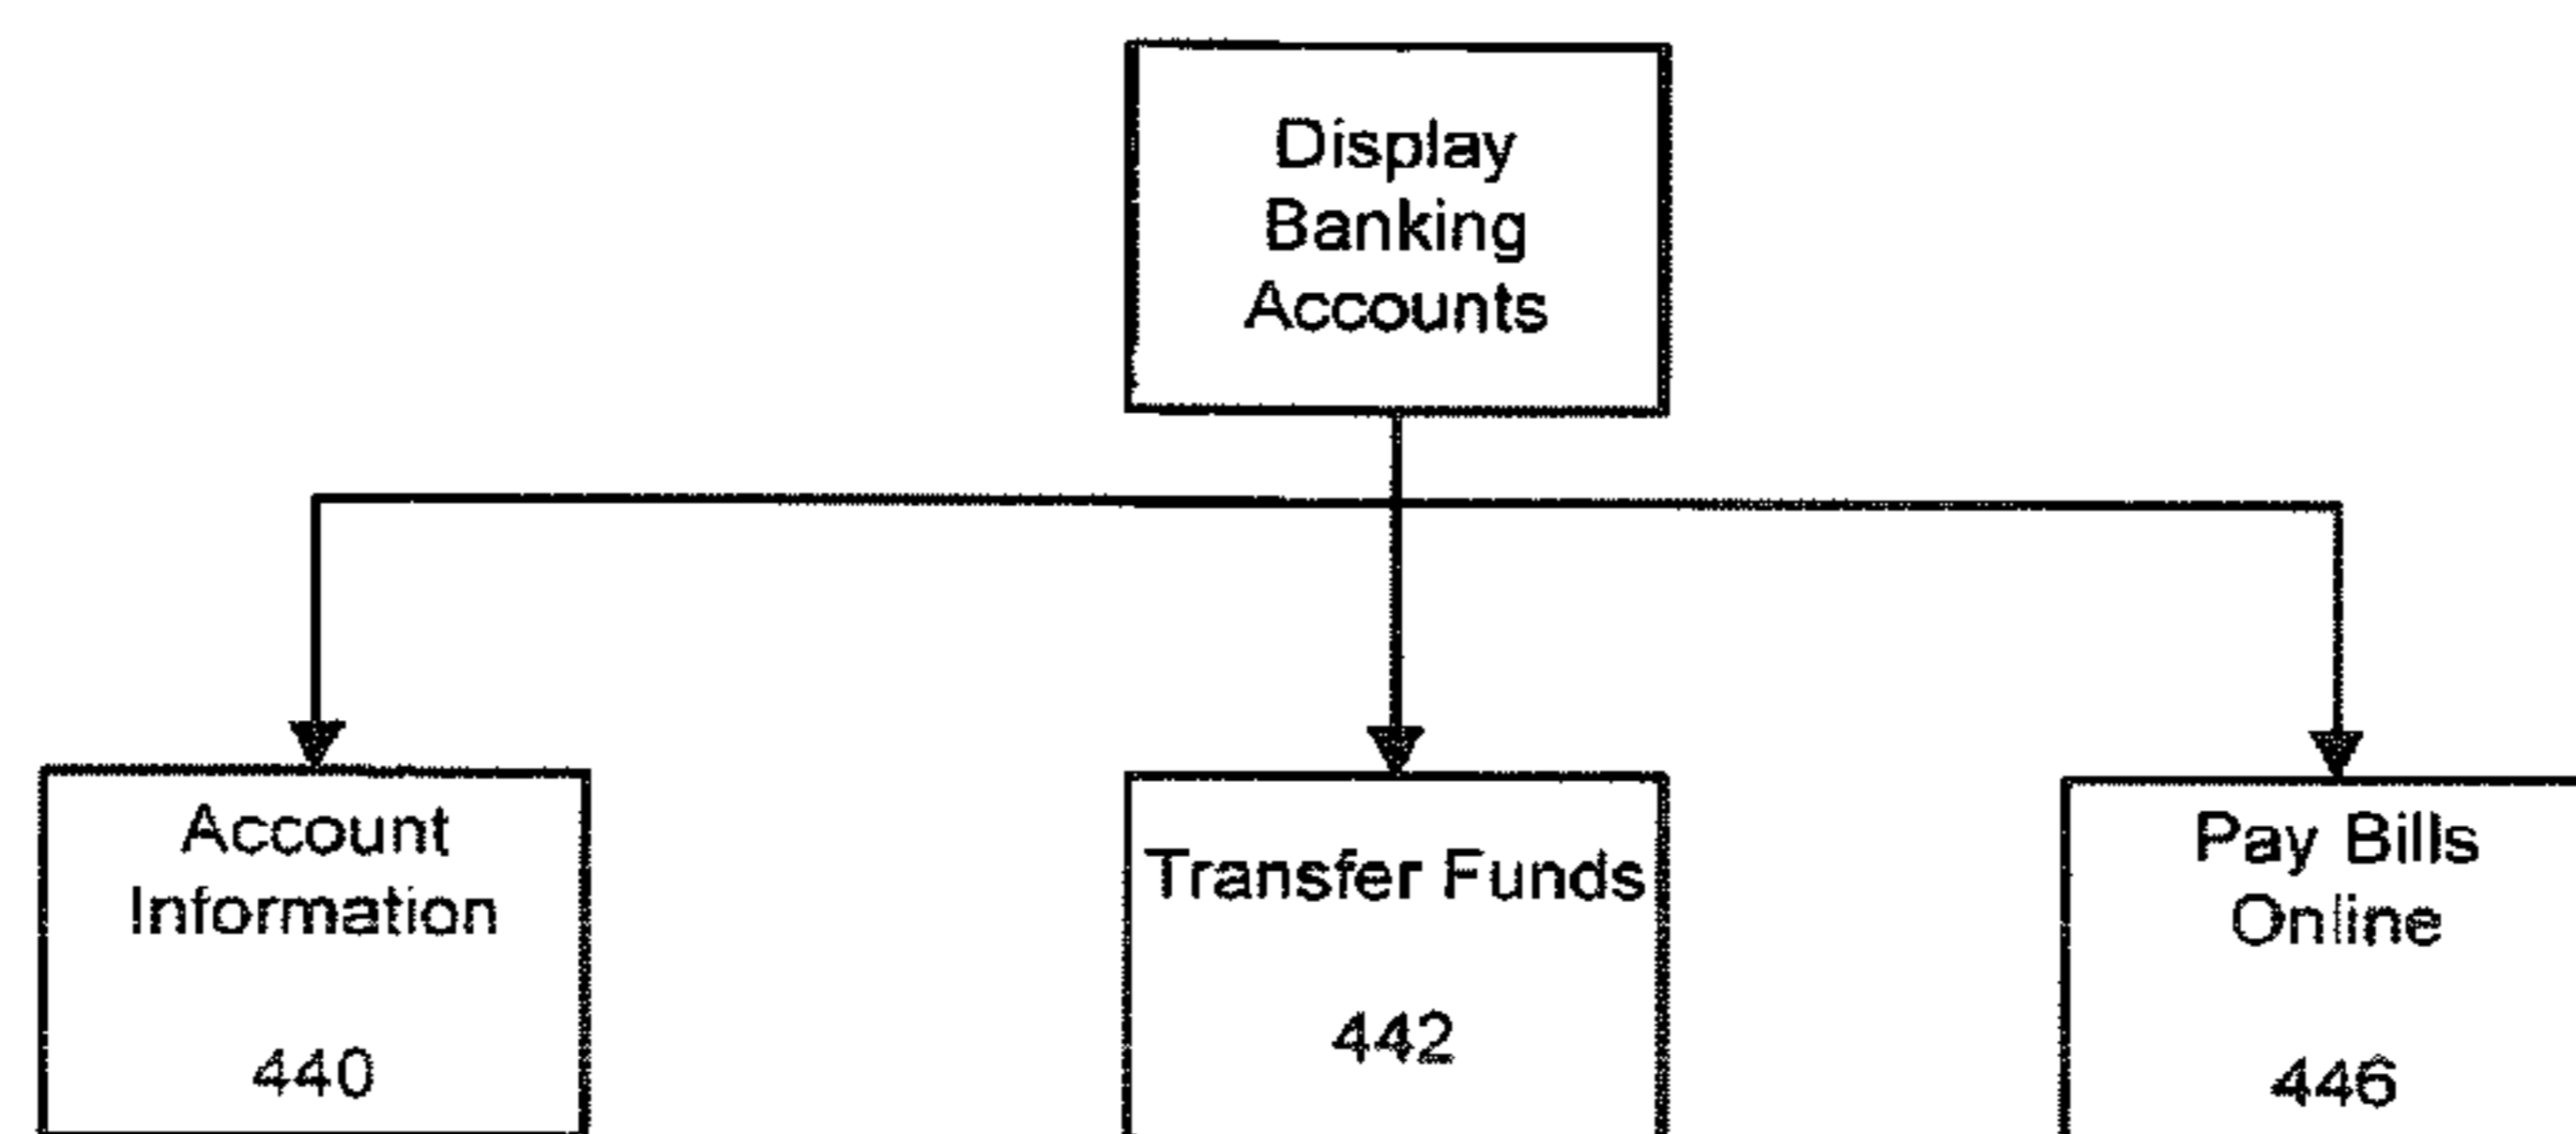 Display
Banking
Accounts
Account
Information
440
Transfer Funds
442
Pay Bills
Online
446